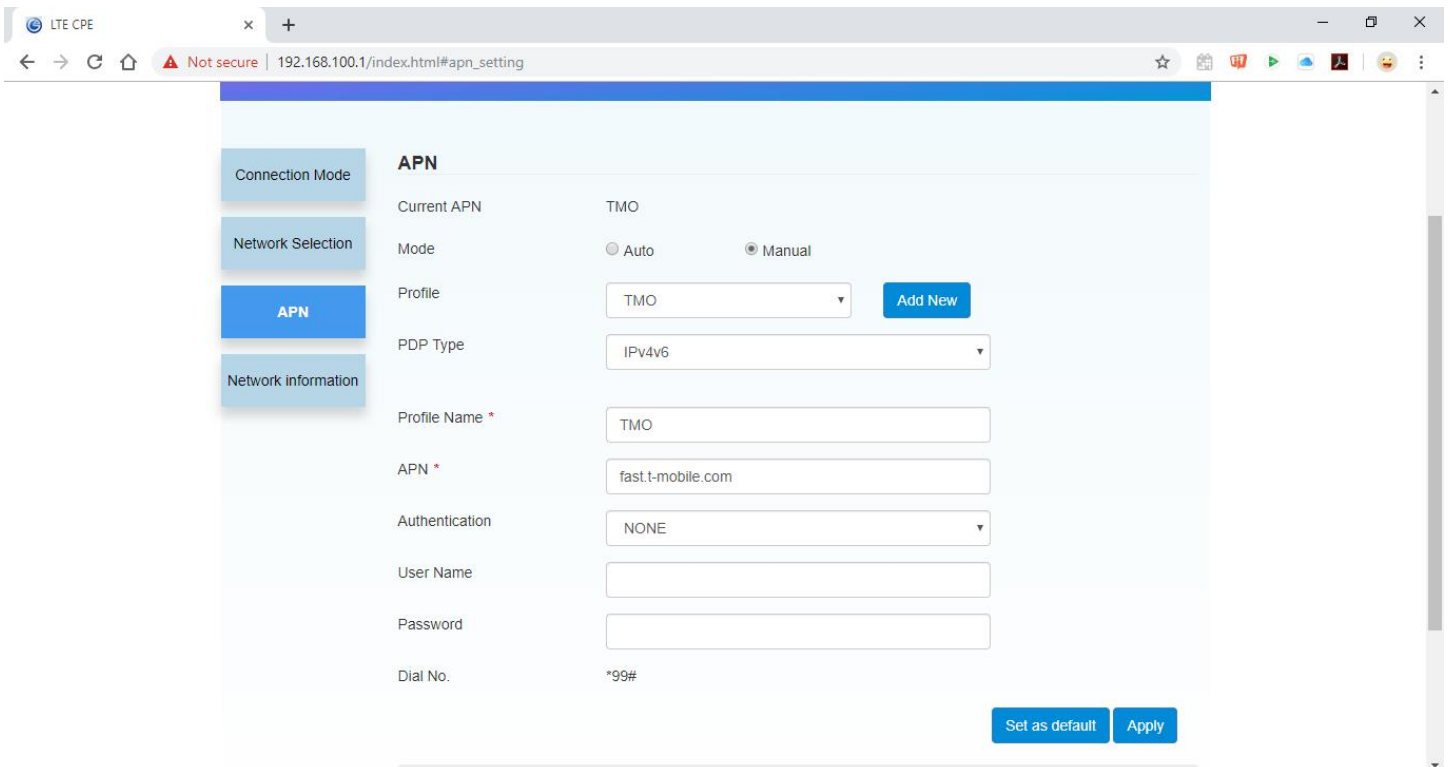 LTE CPE
Not secure | 192.168.100.1/index.html#apn_setting
Connection Mode
Network Selection
APN
Network information
APN
Current APN TMO
Mode Auto Manual
Profile TMO Add New
PDP Type IPv4v6
Profile Name * TMO
APN * fast.t-mobile.com
Authentication NONE
User Name
Password
Dial No. *99#
Set as default Apply